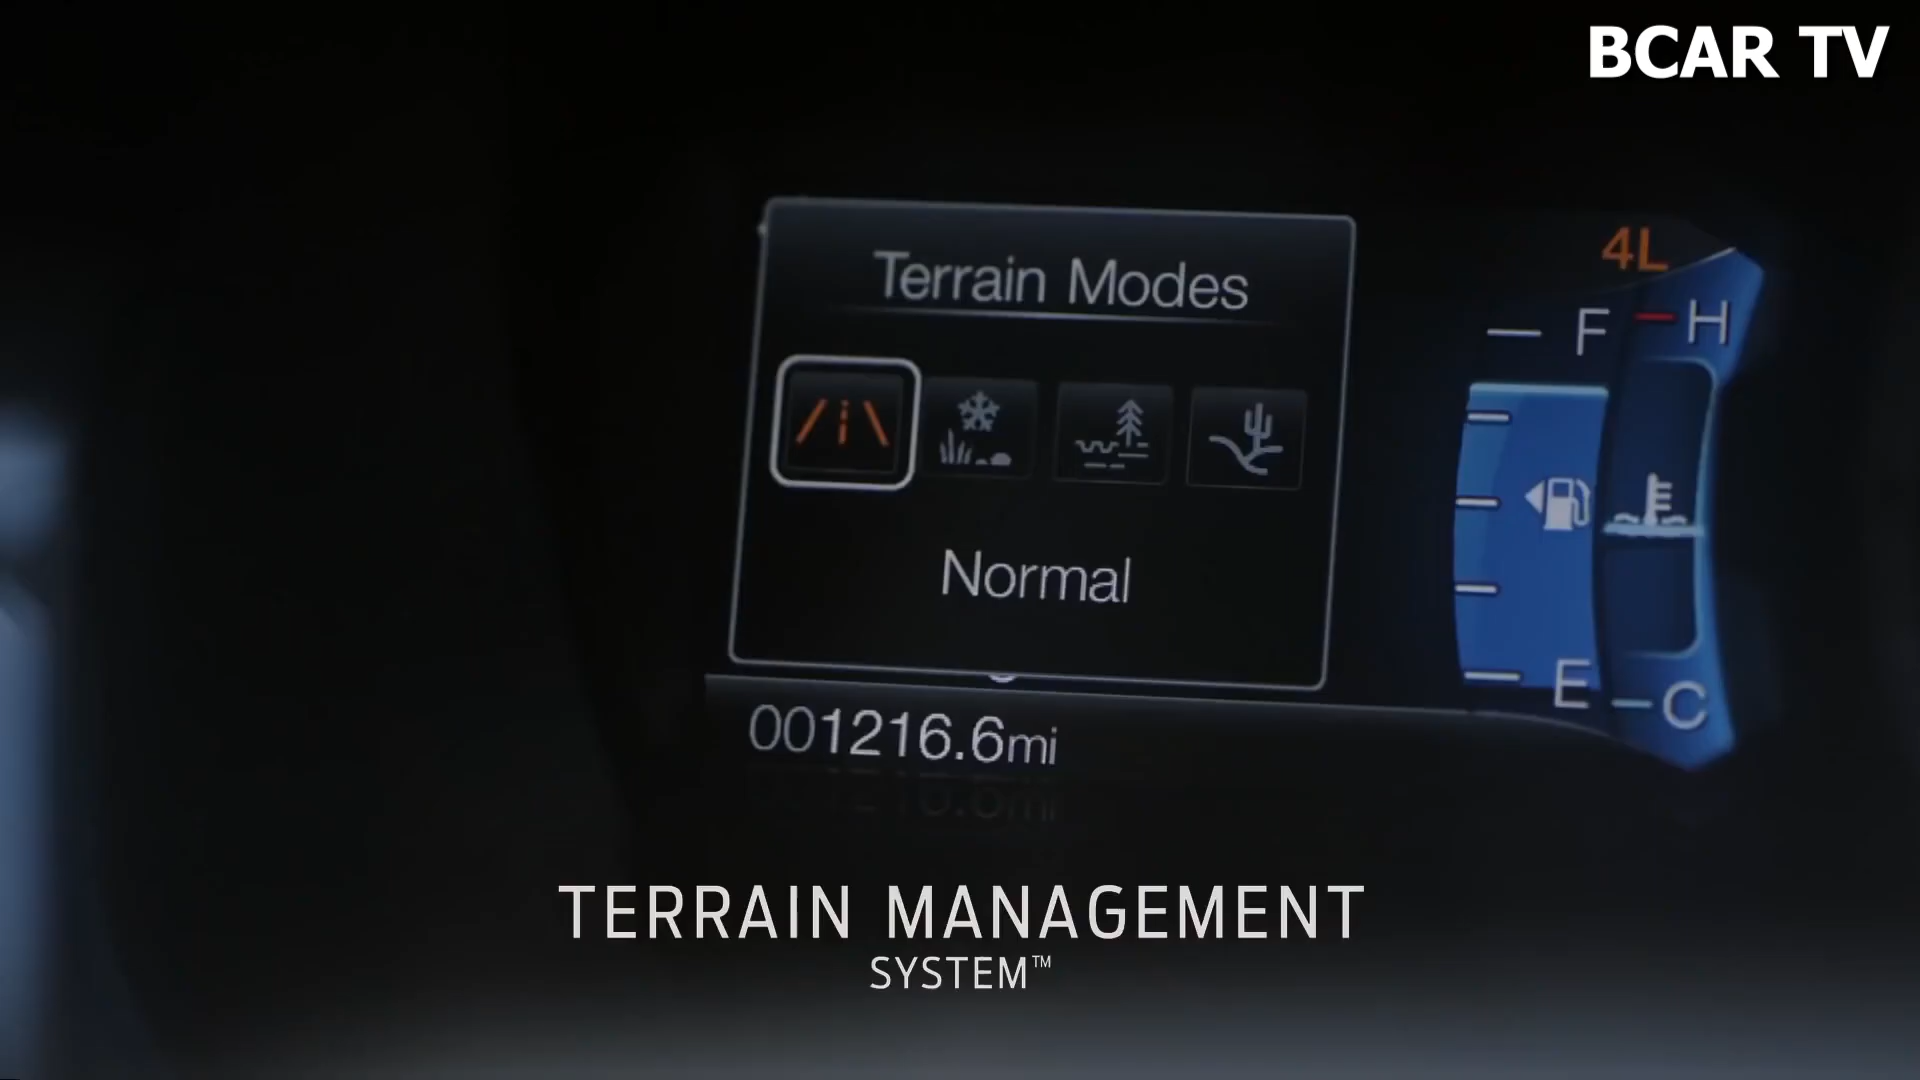 BCAR TV
Terrain Modes
4L
F
H
Normal
E
C
001216.6mi
TERRAIN MANAGEMENT
SYSTEM™